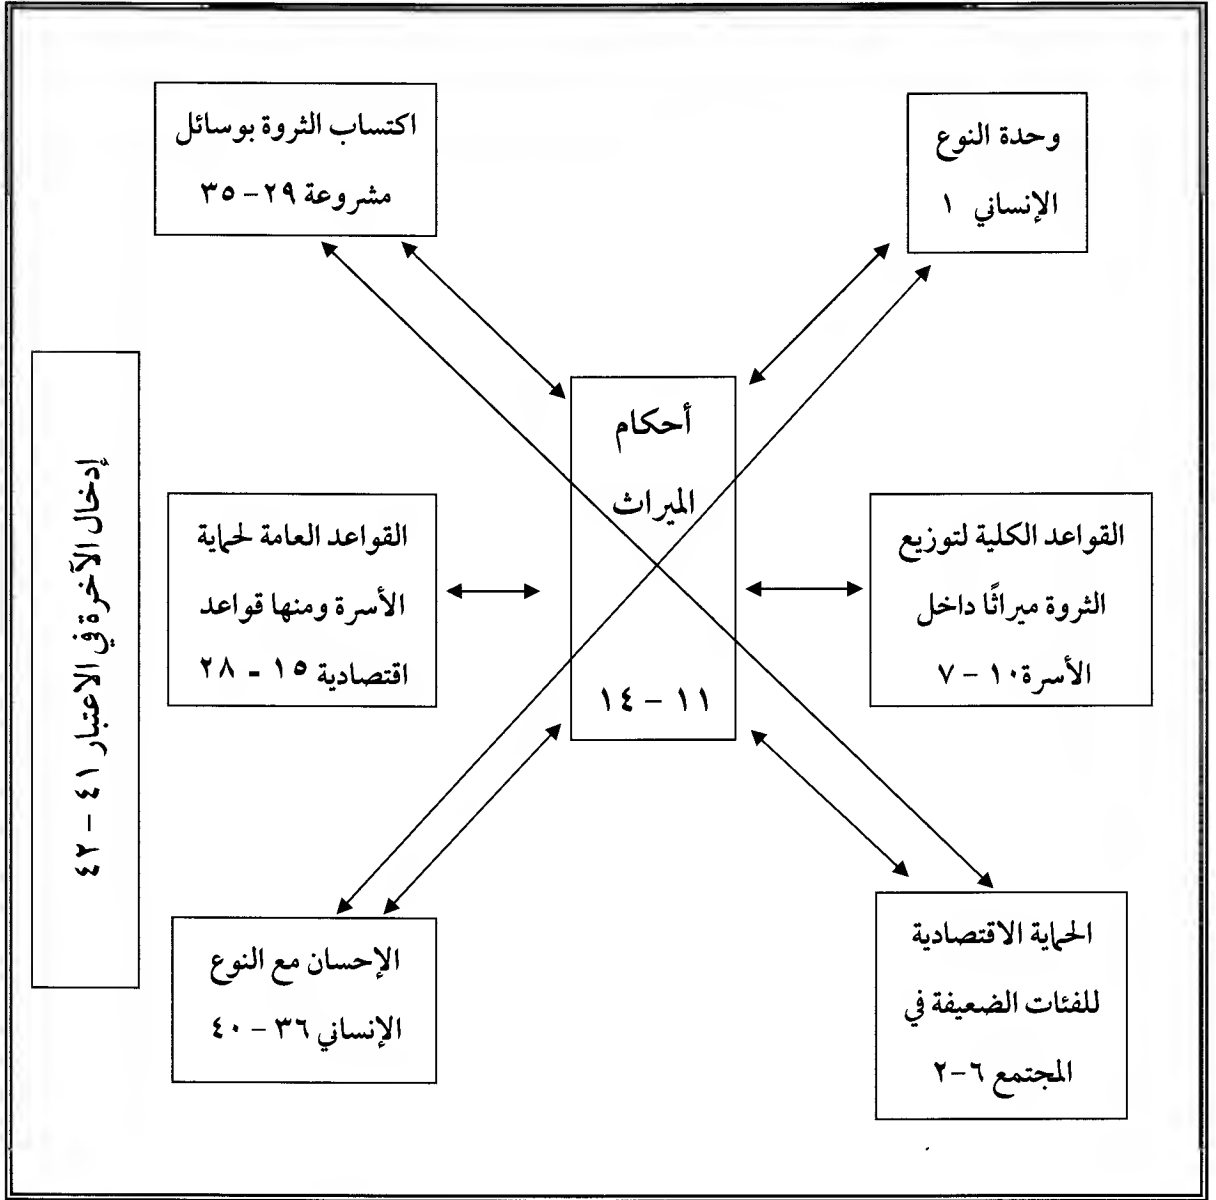 وحدة النوع
الإنساني ١
اكتساب الثروة بوسائل
مشروعة ٢٩ – ٣٥
أحكام
الميراث
١١ – ١٤
القواعد الكلية لتوزيع
الثروة ميراثًا داخل
الأسرة ١٠ – ٧
القواعد العامة لحماية
الأسرة ومنها قواعد
اقتصادية ١٥ - ٢٨
الحماية الاقتصادية
للفئات الضعيفة في
المجتمع ٦–٢
الإحسان مع النوع
الإنساني ٣٦ – ٤٠
إدخال الآخرة في الاعتبار ٤١ – ٤٢